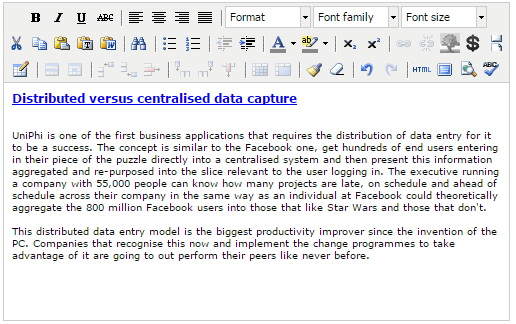 B I U ABC Format Font family Font size
A ab x₂ x² $
HTML ABC
Distributed versus centralised data capture
UniPhi is one of the first business applications that requires the distribution of data entry for it
to be a success. The concept is similar to the Facebook one, get hundreds of end users entering
in their piece of the puzzle directly into a centralised system and then present this information
aggregated and re-purposed into the slice relevant to the user logging in. The executive running
a company with 55,000 people can know how many projects are late, on schedule and ahead of
schedule across their company in the same way as an individual at Facebook could theoretically
aggregate the 800 million Facebook users into those that like Star Wars and those that don't.
This distributed data entry model is the biggest productivity improver since the invention of the
PC. Companies that recognise this now and implement the change programmes to take
advantage of it are going to out perform their peers like never before.